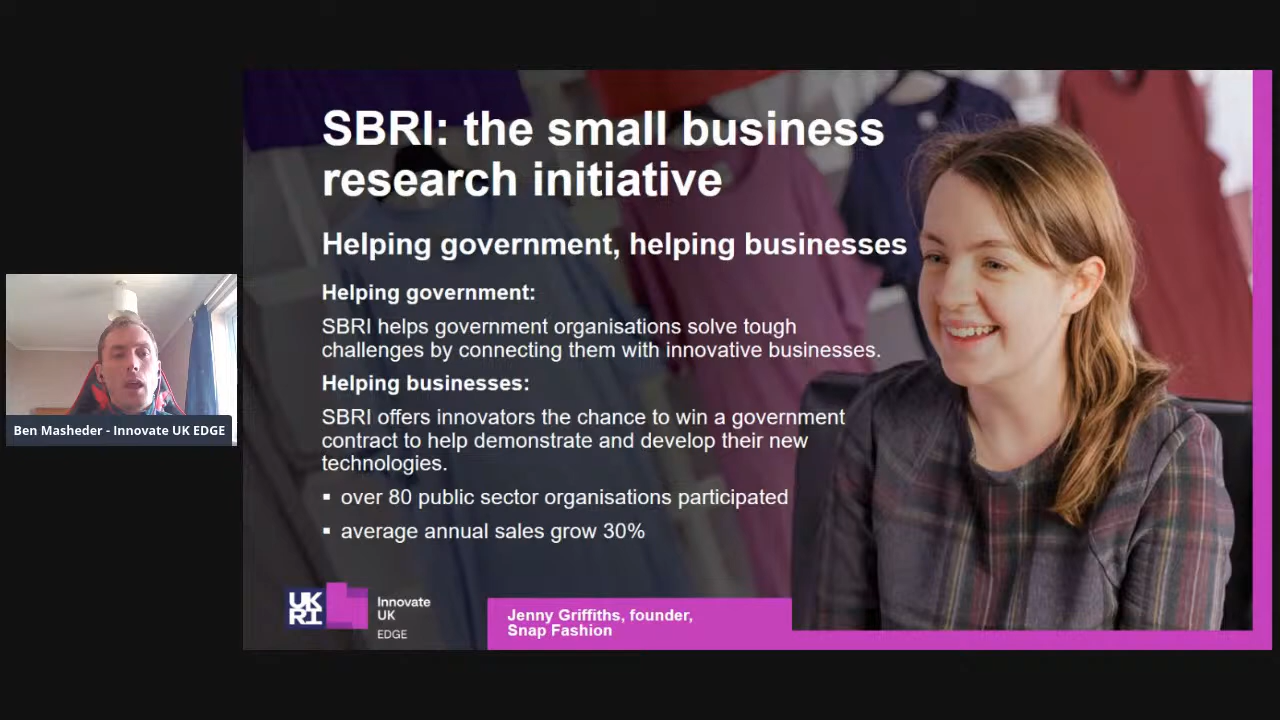 SBRI: the small business
research initiative
Helping government, helping businesses
Helping government:
SBRI helps government organisations solve tough
challenges by connecting them with innovative businesses.
Helping businesses:
SBRI offers innovators the chance to win a government
contract to help demonstrate and develop their new
technologies.
▪ over 80 public sector organisations participated
▪ average annual sales grow 30%
Ben Masheder - Innovate UK EDGE
UK
RI
Innovate
UK
EDGE
Jenny Griffiths, founder,
Snap Fashion